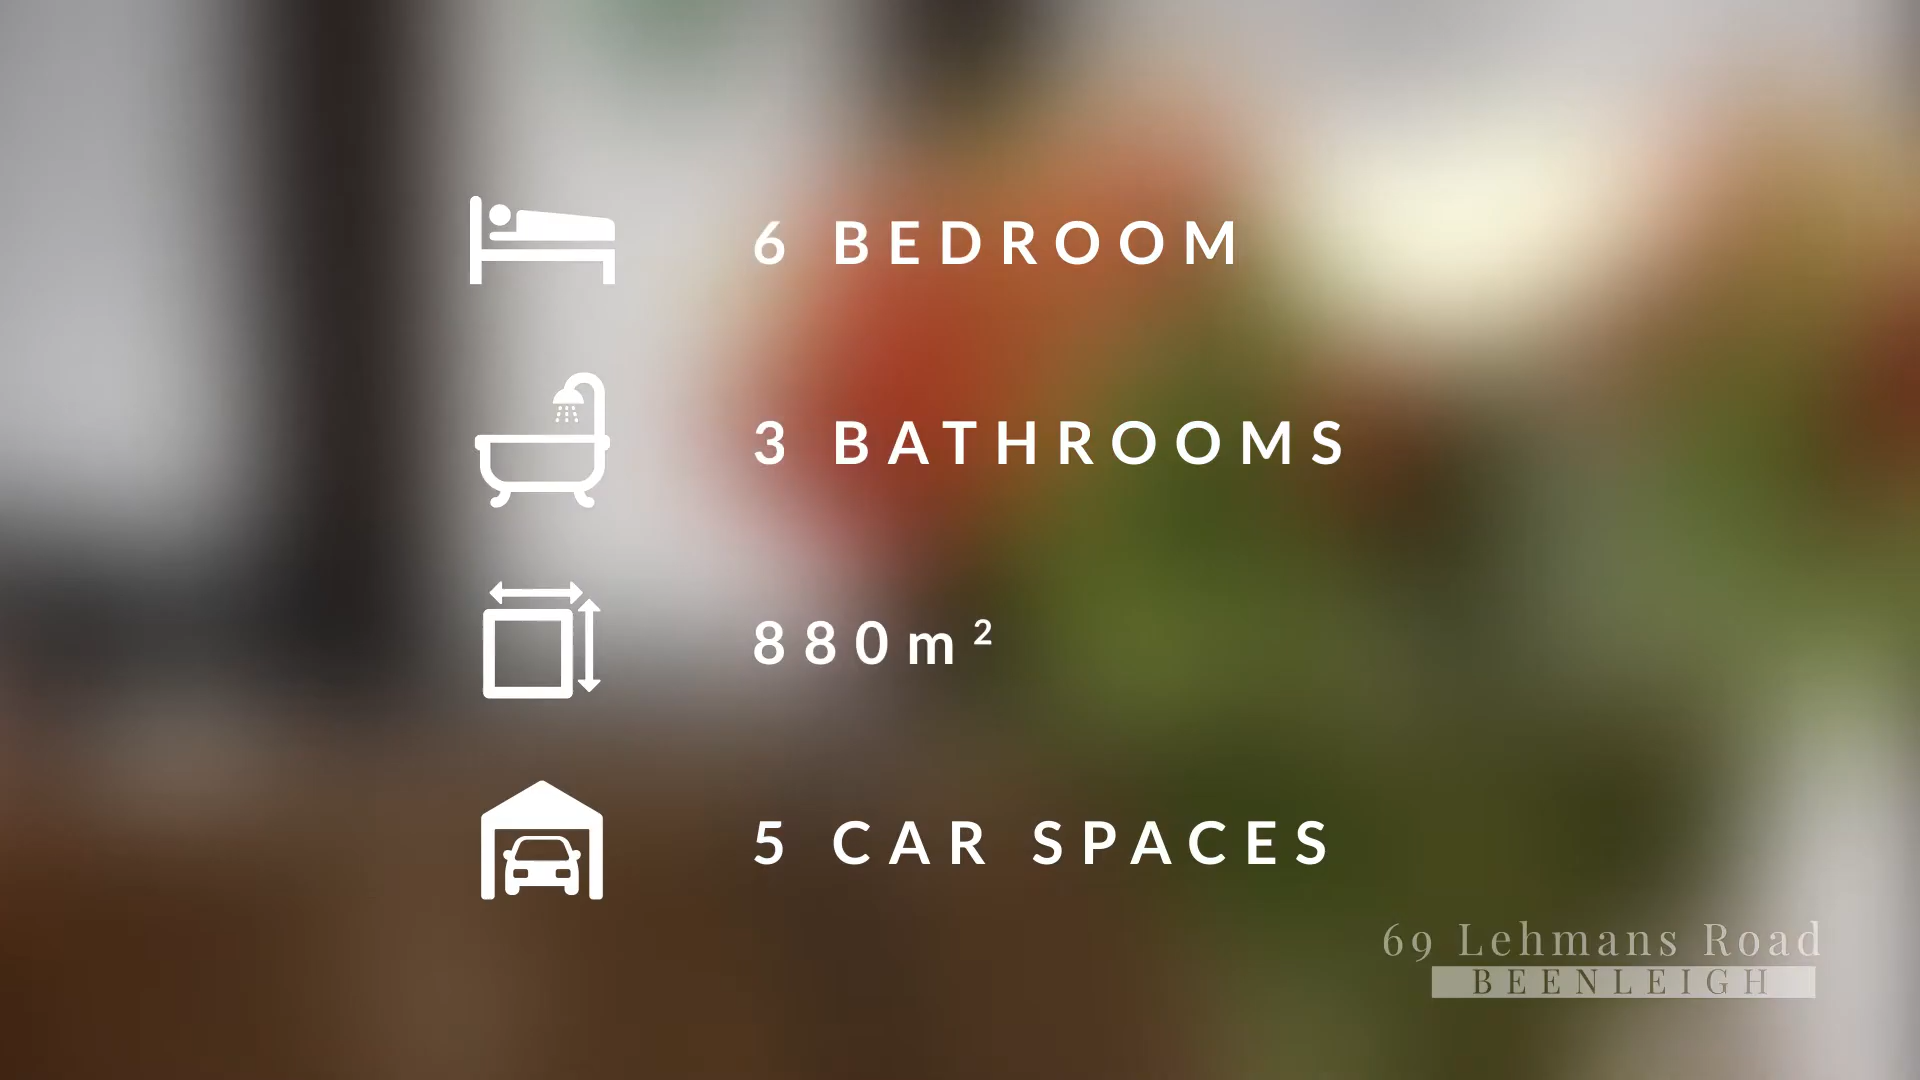 6 BEDROOM
3 BATHROOMS
880m²
5 CAR SPACES
69 Lehmans Road
BEENLEIGH